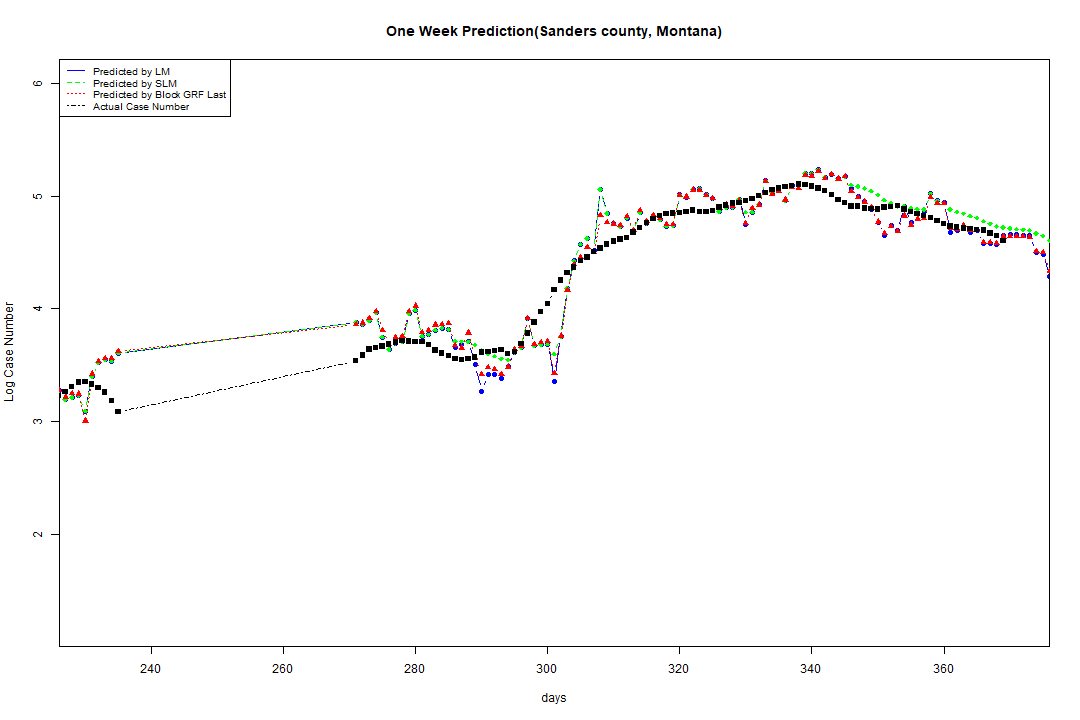 One Week Prediction(Sanders county, Montana)
Predicted by LM
Predicted by SLM
Predicted by Block GRF Last
Actual Case Number
6
5
4
3
2
Log Case Number
240 260 280 300 320 340 360
days